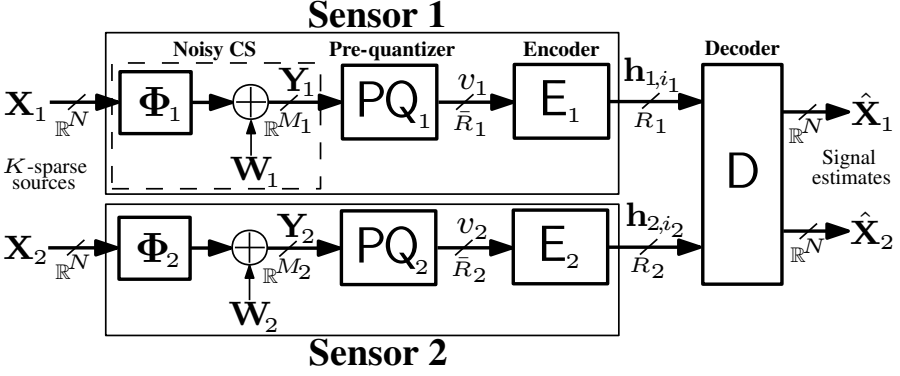 Sensor 1
Noisy CS Pre-quantizer Encoder Decoder
X₁ ℝᴺ Φ₁ + Y₁ ℝᴹ₁ PQ₁ v₁ R̄₁ E₁ h₁,ᵢ₁ R₁ D ℝᴺ X̂₁
W₁
K-sparse
sources
Signal
estimates
X₂ ℝᴺ Φ₂ + Y₂ ℝᴹ₂ PQ₂ v₂ R̄₂ E₂ h₂,ᵢ₂ R₂ ℝᴺ X̂₂
W₂
Sensor 2